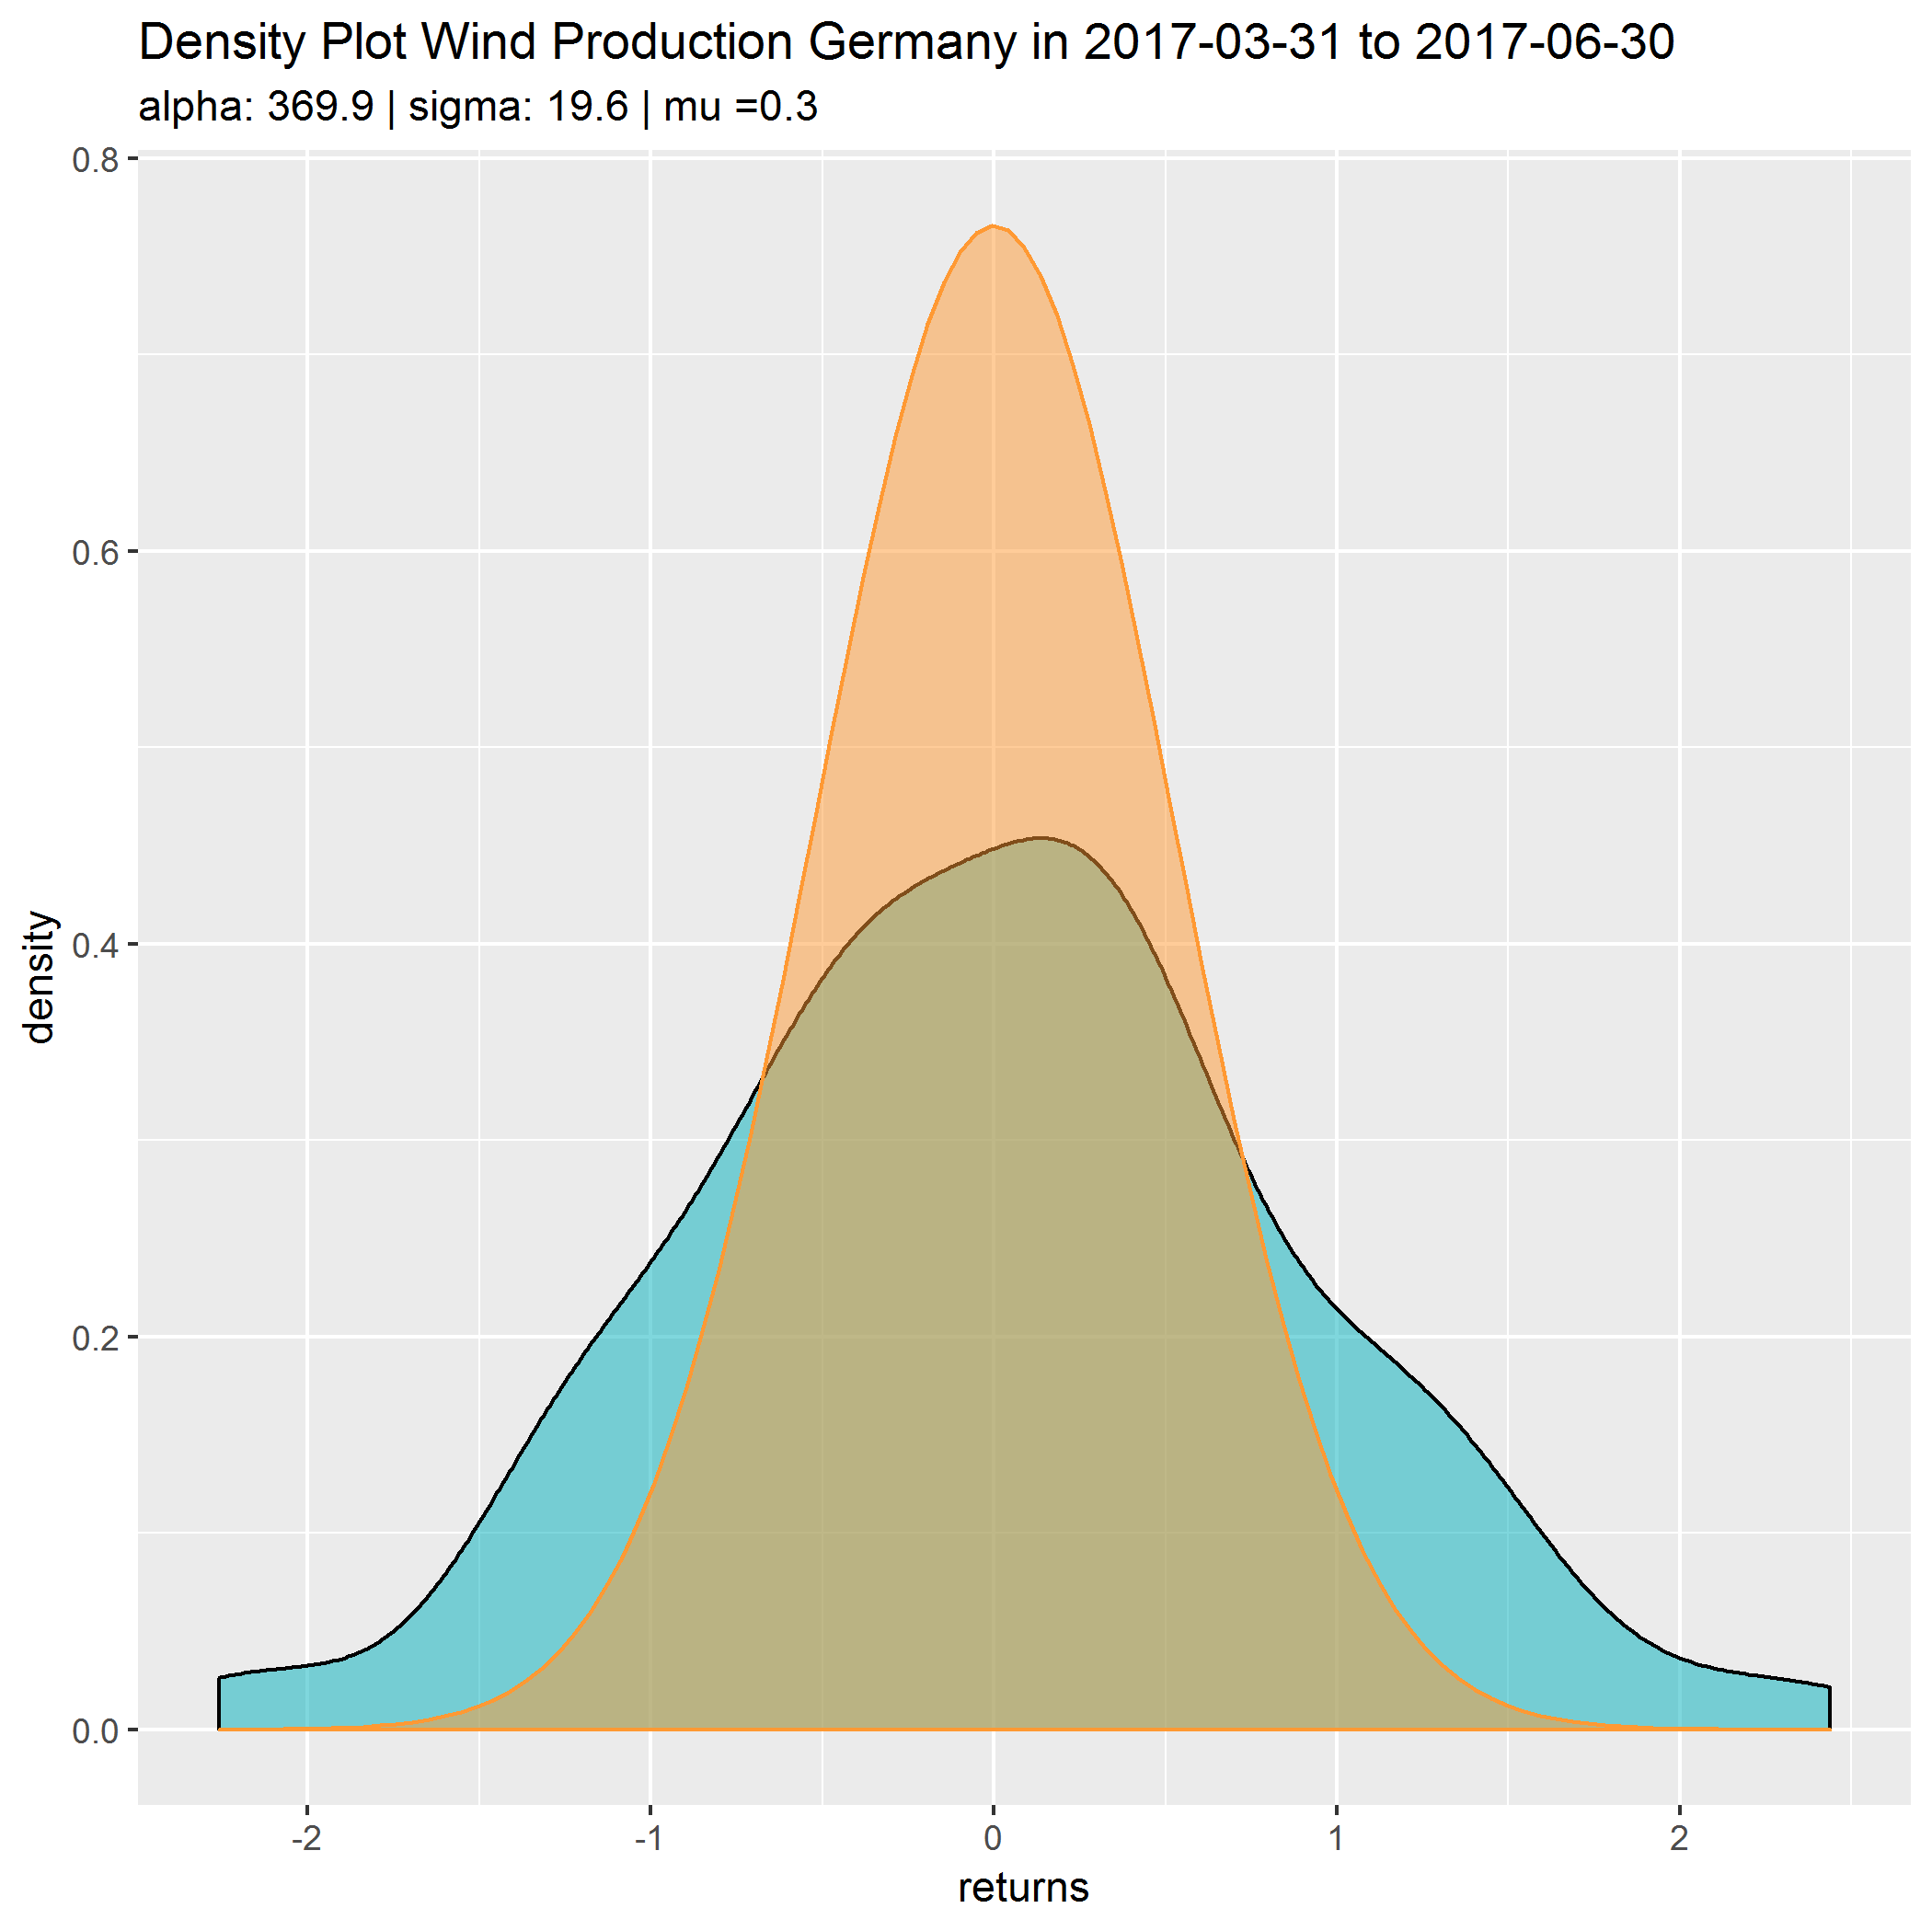 Density Plot Wind Production Germany in 2017-03-31 to 2017-06-30
alpha: 369.9 | sigma: 19.6 | mu =0.3
0.8
0.6
0.4
0.2
0.0
density
-2
-1
0
1
2
returns